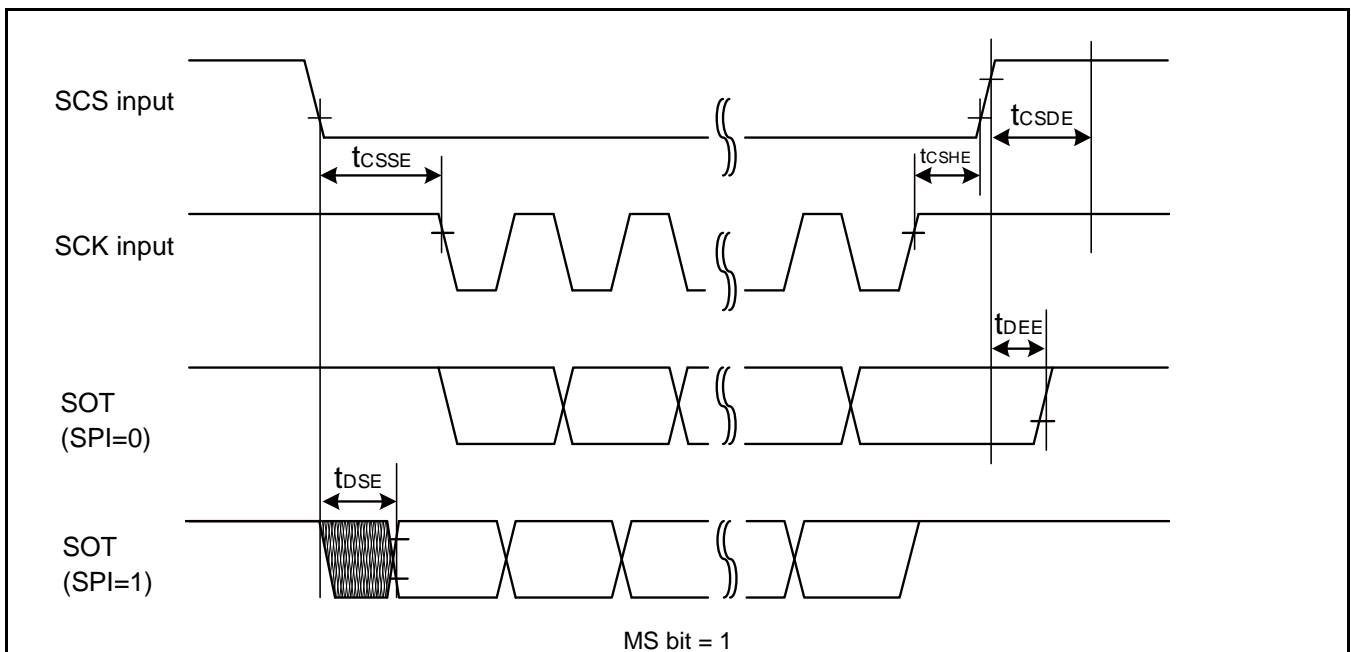 SCS input
tCSDE
tCSSE
tCSHE
SCK input
tDEE
SOT
(SPI=0)
tDSE
SOT
(SPI=1)
MS bit = 1